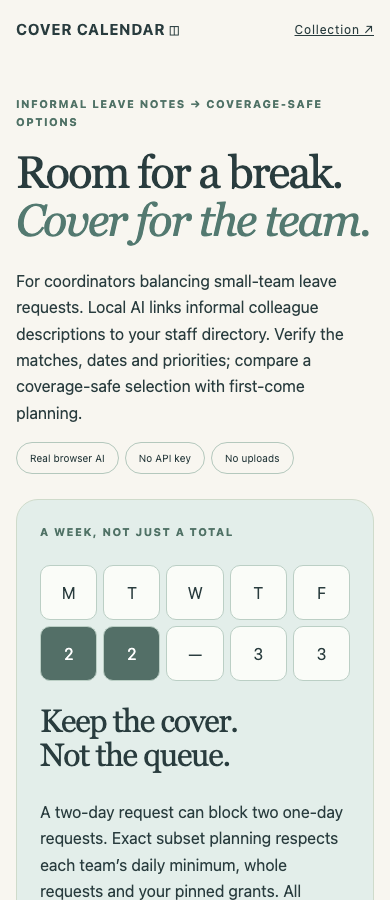 COVER CALENDAR ◫
Collection ↗
INFORMAL LEAVE NOTES → COVERAGE-SAFE
OPTIONS
Room for a break.
Cover for the team.
For coordinators balancing small-team leave
requests. Local AI links informal colleague
descriptions to your staff directory. Verify the
matches, dates and priorities; compare a
coverage-safe selection with first-come
planning.
Real browser AI
No API key
No uploads
A WEEK, NOT JUST A TOTAL
M T W T F
2 2 — 3 3
Keep the cover.
Not the queue.
A two-day request can block two one-day
requests. Exact subset planning respects
each team’s daily minimum, whole
requests and your pinned grants. All